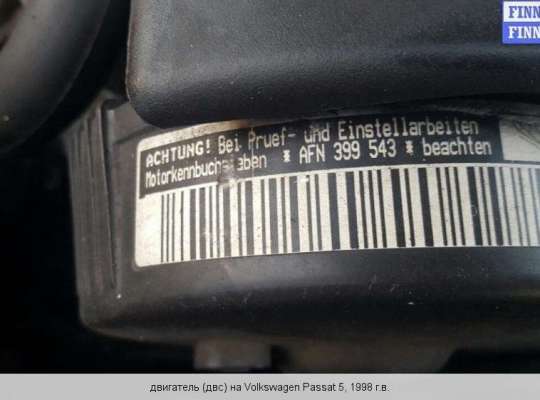 FINN
FINN
ACHTUNG! Bei Pruef- und Einstellarbeiten
Motorkennbuchstaben * AFN 399 543 * beachten
двигатель (двс) на Volkswagen Passat 5, 1998 г.в.